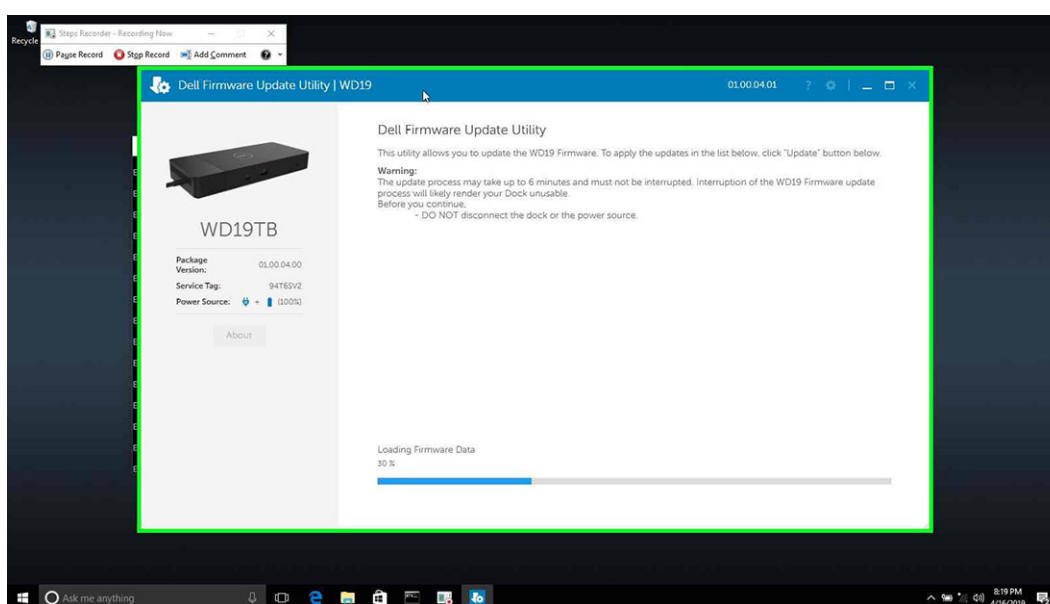 Steps Recorder - Recording Now
Recycle
Pause Record Stop Record Add Comment
Dell Firmware Update Utility | WD19 01.00.04.01
Dell Firmware Update Utility
This utility allows you to update the WD19 Firmware. To apply the updates in the list below, click "Update" button below.
Warning:
The update process may take up to 6 minutes and must not be interrupted. Interruption of the WD19 Firmware update
process will likely render your Dock unusable.
Before you continue,
- DO NOT disconnect the dock or the power source.
WD19TB
Package
Version: 01.00.04.00
Service Tag: 94T6SV2
Power Source: + (100%)
About
Loading Firmware Data
30 %
Ask me anything
8:19 PM
4/16/2019